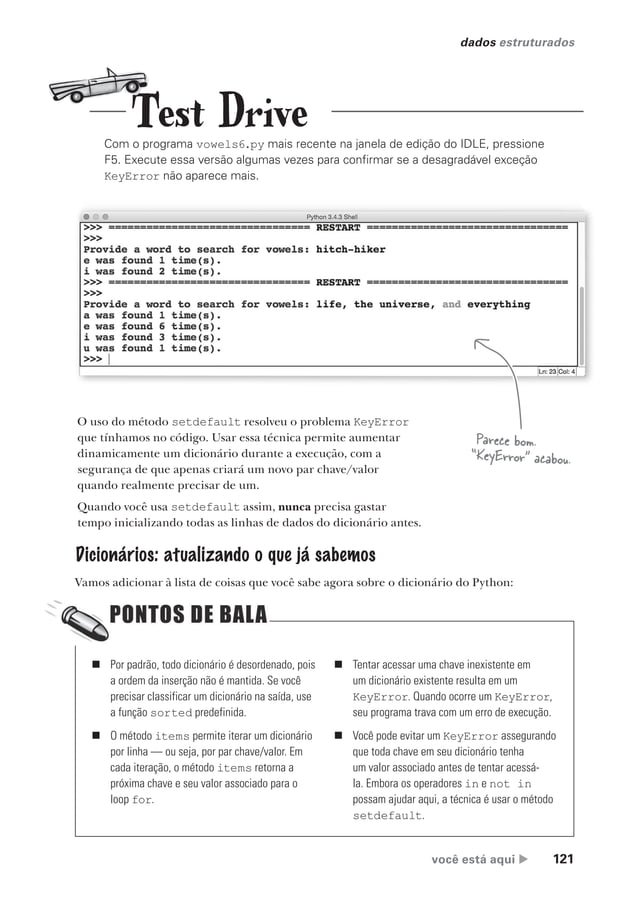 dados estruturados
Test Drive
Com o programa vowels6.py mais recente na janela de edição do IDLE, pressione
F5. Execute essa versão algumas vezes para confirmar se a desagradável exceção
KeyError não aparece mais.
Python 3.4.3 Shell
>>> ================================ RESTART ================================
>>>
Provide a word to search for vowels: hitch-hiker
e was found 1 time(s).
i was found 2 time(s).
>>> ================================ RESTART ================================
>>>
Provide a word to search for vowels: life, the universe, and everything
a was found 1 time(s).
e was found 6 time(s).
i was found 3 time(s).
u was found 1 time(s).
>>>
Ln: 23 Col: 4
Parece bom.
"KeyError" acabou.
O uso do método setdefault resolveu o problema KeyError
que tínhamos no código. Usar essa técnica permite aumentar
dinamicamente um dicionário durante a execução, com a
segurança de que apenas criará um novo par chave/valor
quando realmente precisar de um.
Quando você usa setdefault assim, nunca precisa gastar
tempo inicializando todas as linhas de dados do dicionário antes.
Dicionários: atualizando o que já sabemos
Vamos adicionar à lista de coisas que você sabe agora sobre o dicionário do Python:
PONTOS DE BALA
■ Por padrão, todo dicionário é desordenado, pois
a ordem da inserção não é mantida. Se você
precisar classificar um dicionário na saída, use
a função sorted predefinida.
■ O método items permite iterar um dicionário
por linha — ou seja, por par chave/valor. Em
cada iteração, o método items retorna a
próxima chave e seu valor associado para o
loop for.
■ Tentar acessar uma chave inexistente em
um dicionário existente resulta em um
KeyError. Quando ocorre um KeyError,
seu programa trava com um erro de execução.
■ Você pode evitar um KeyError assegurando
que toda chave em seu dicionário tenha
um valor associado antes de tentar acessá-
la. Embora os operadores in e not in
possam ajudar aqui, a técnica é usar o método
setdefault.
você está aqui ▶ 121